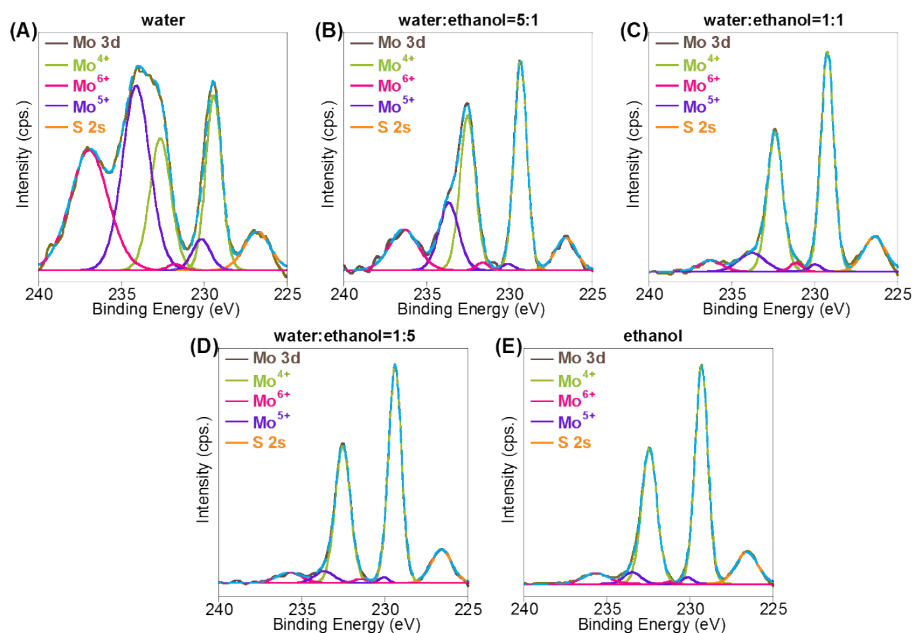 (A)
water
Mo 3d
Mo4+
Mo6+
Mo5+
S 2s
Intensity (cps.)
240
235
230
225
Binding Energy (eV)
(B)
water:ethanol=5:1
Mo 3d
Mo4+
Mo6+
Mo5+
S 2s
Intensity (cps.)
240
235
230
225
Binding Energy (eV)
(C)
water:ethanol=1:1
Mo 3d
Mo4+
Mo6+
Mo5+
S 2s
Intensity (cps.)
240
235
230
225
Binding Energy (eV)
(D)
water:ethanol=1:5
Mo 3d
Mo4+
Mo6+
Mo5+
S 2s
Intensity (cps.)
240
235
230
225
Binding Energy (eV)
(E)
ethanol
Mo 3d
Mo4+
Mo6+
Mo5+
S 2s
Intensity (cps.)
240
235
230
225
Binding Energy (eV)